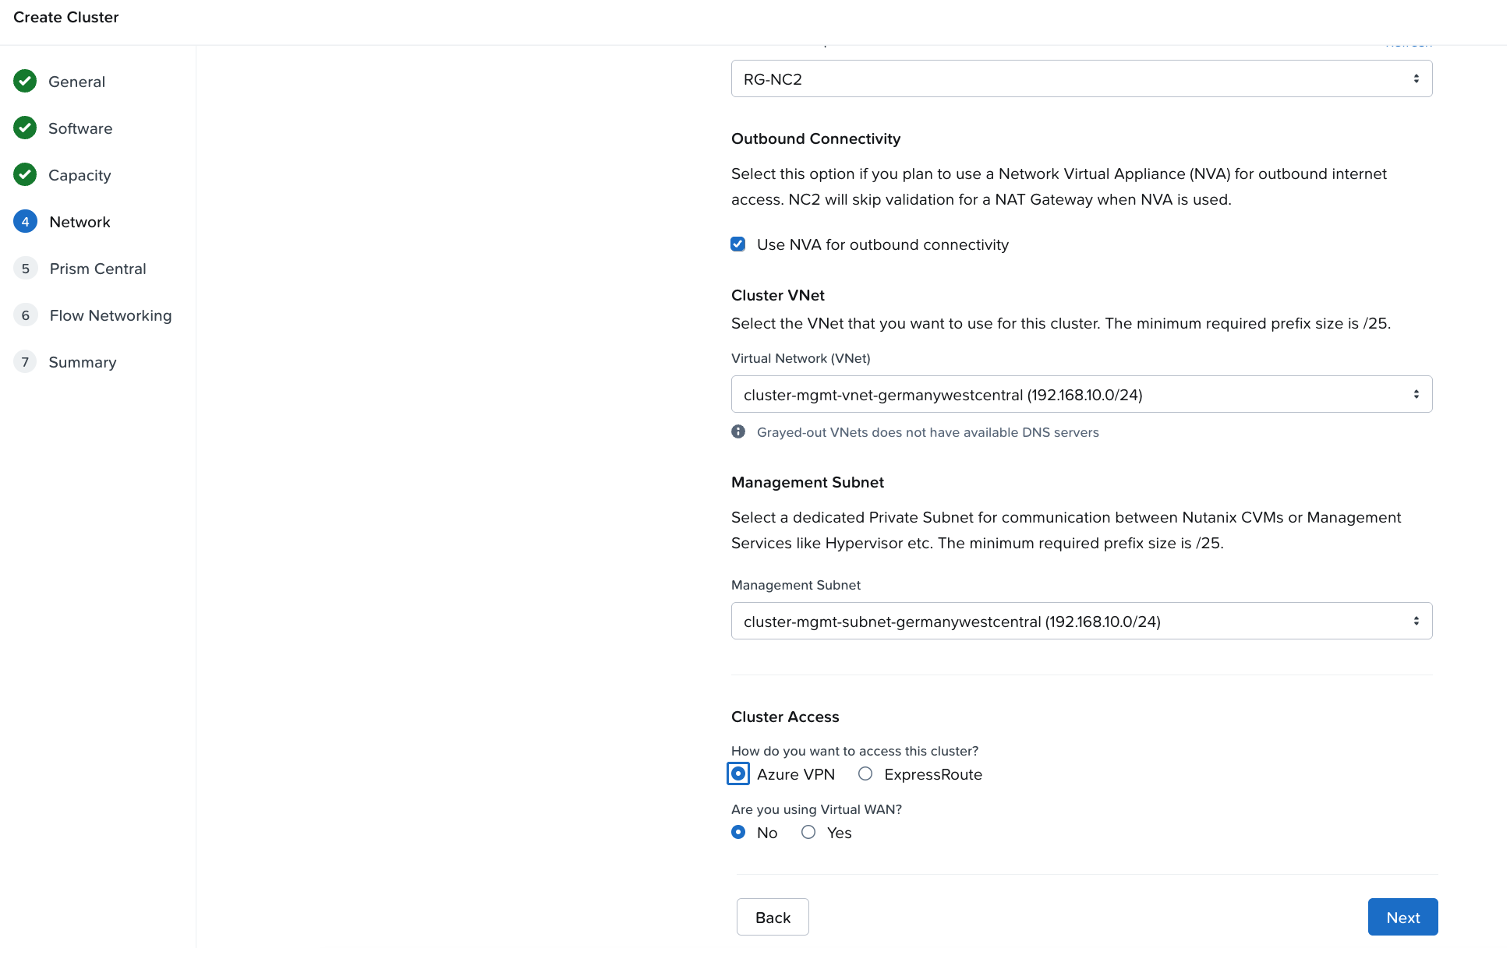 Create Cluster
General
Software
Capacity
4 Network
5 Prism Central
6 Flow Networking
7 Summary
RG-NC2
Outbound Connectivity
Select this option if you plan to use a Network Virtual Appliance (NVA) for outbound internet
access. NC2 will skip validation for a NAT Gateway when NVA is used.
Use NVA for outbound connectivity
Cluster VNet
Select the VNet that you want to use for this cluster. The minimum required prefix size is /25.
Virtual Network (VNet)
cluster-mgmt-vnet-germanywestcentral (192.168.10.0/24)
Grayed-out VNets does not have available DNS servers
Management Subnet
Select a dedicated Private Subnet for communication between Nutanix CVMs or Management
Services like Hypervisor etc. The minimum required prefix size is /25.
Management Subnet
cluster-mgmt-subnet-germanywestcentral (192.168.10.0/24)
Cluster Access
How do you want to access this cluster?
Azure VPN ExpressRoute
Are you using Virtual WAN?
No Yes
Back Next